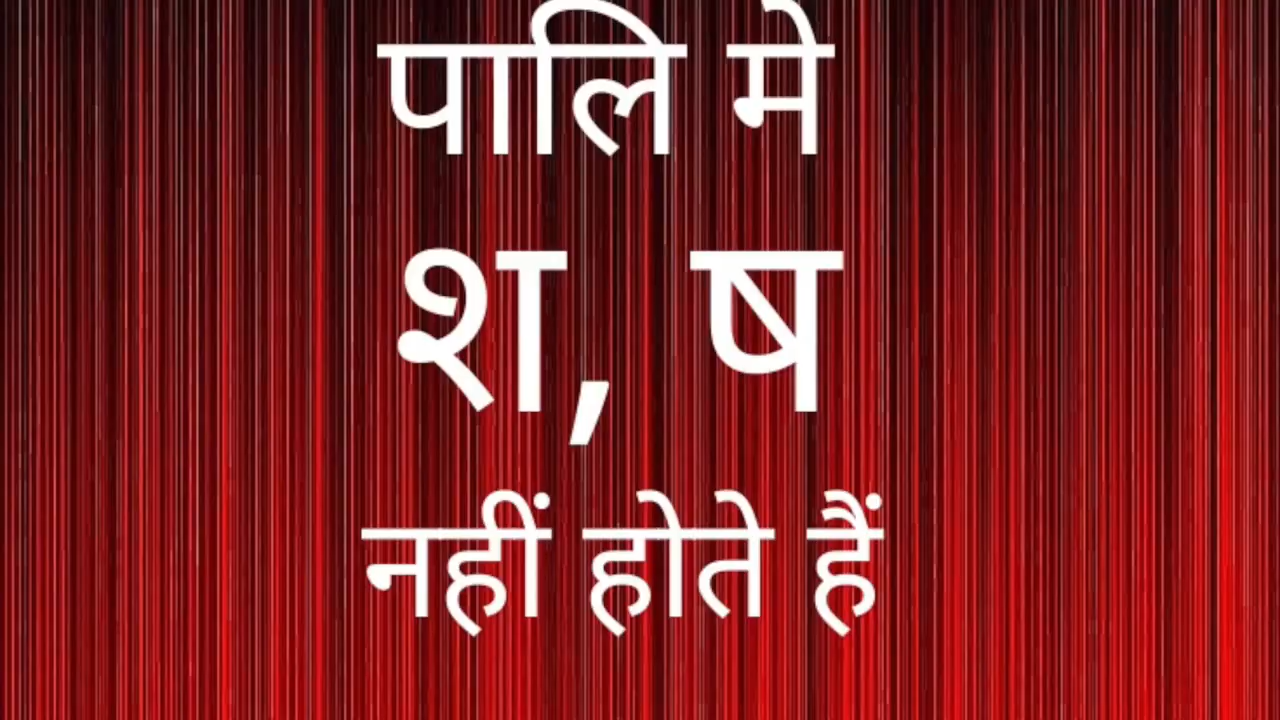 पालि मे
श, ष
नहीं होते हैं